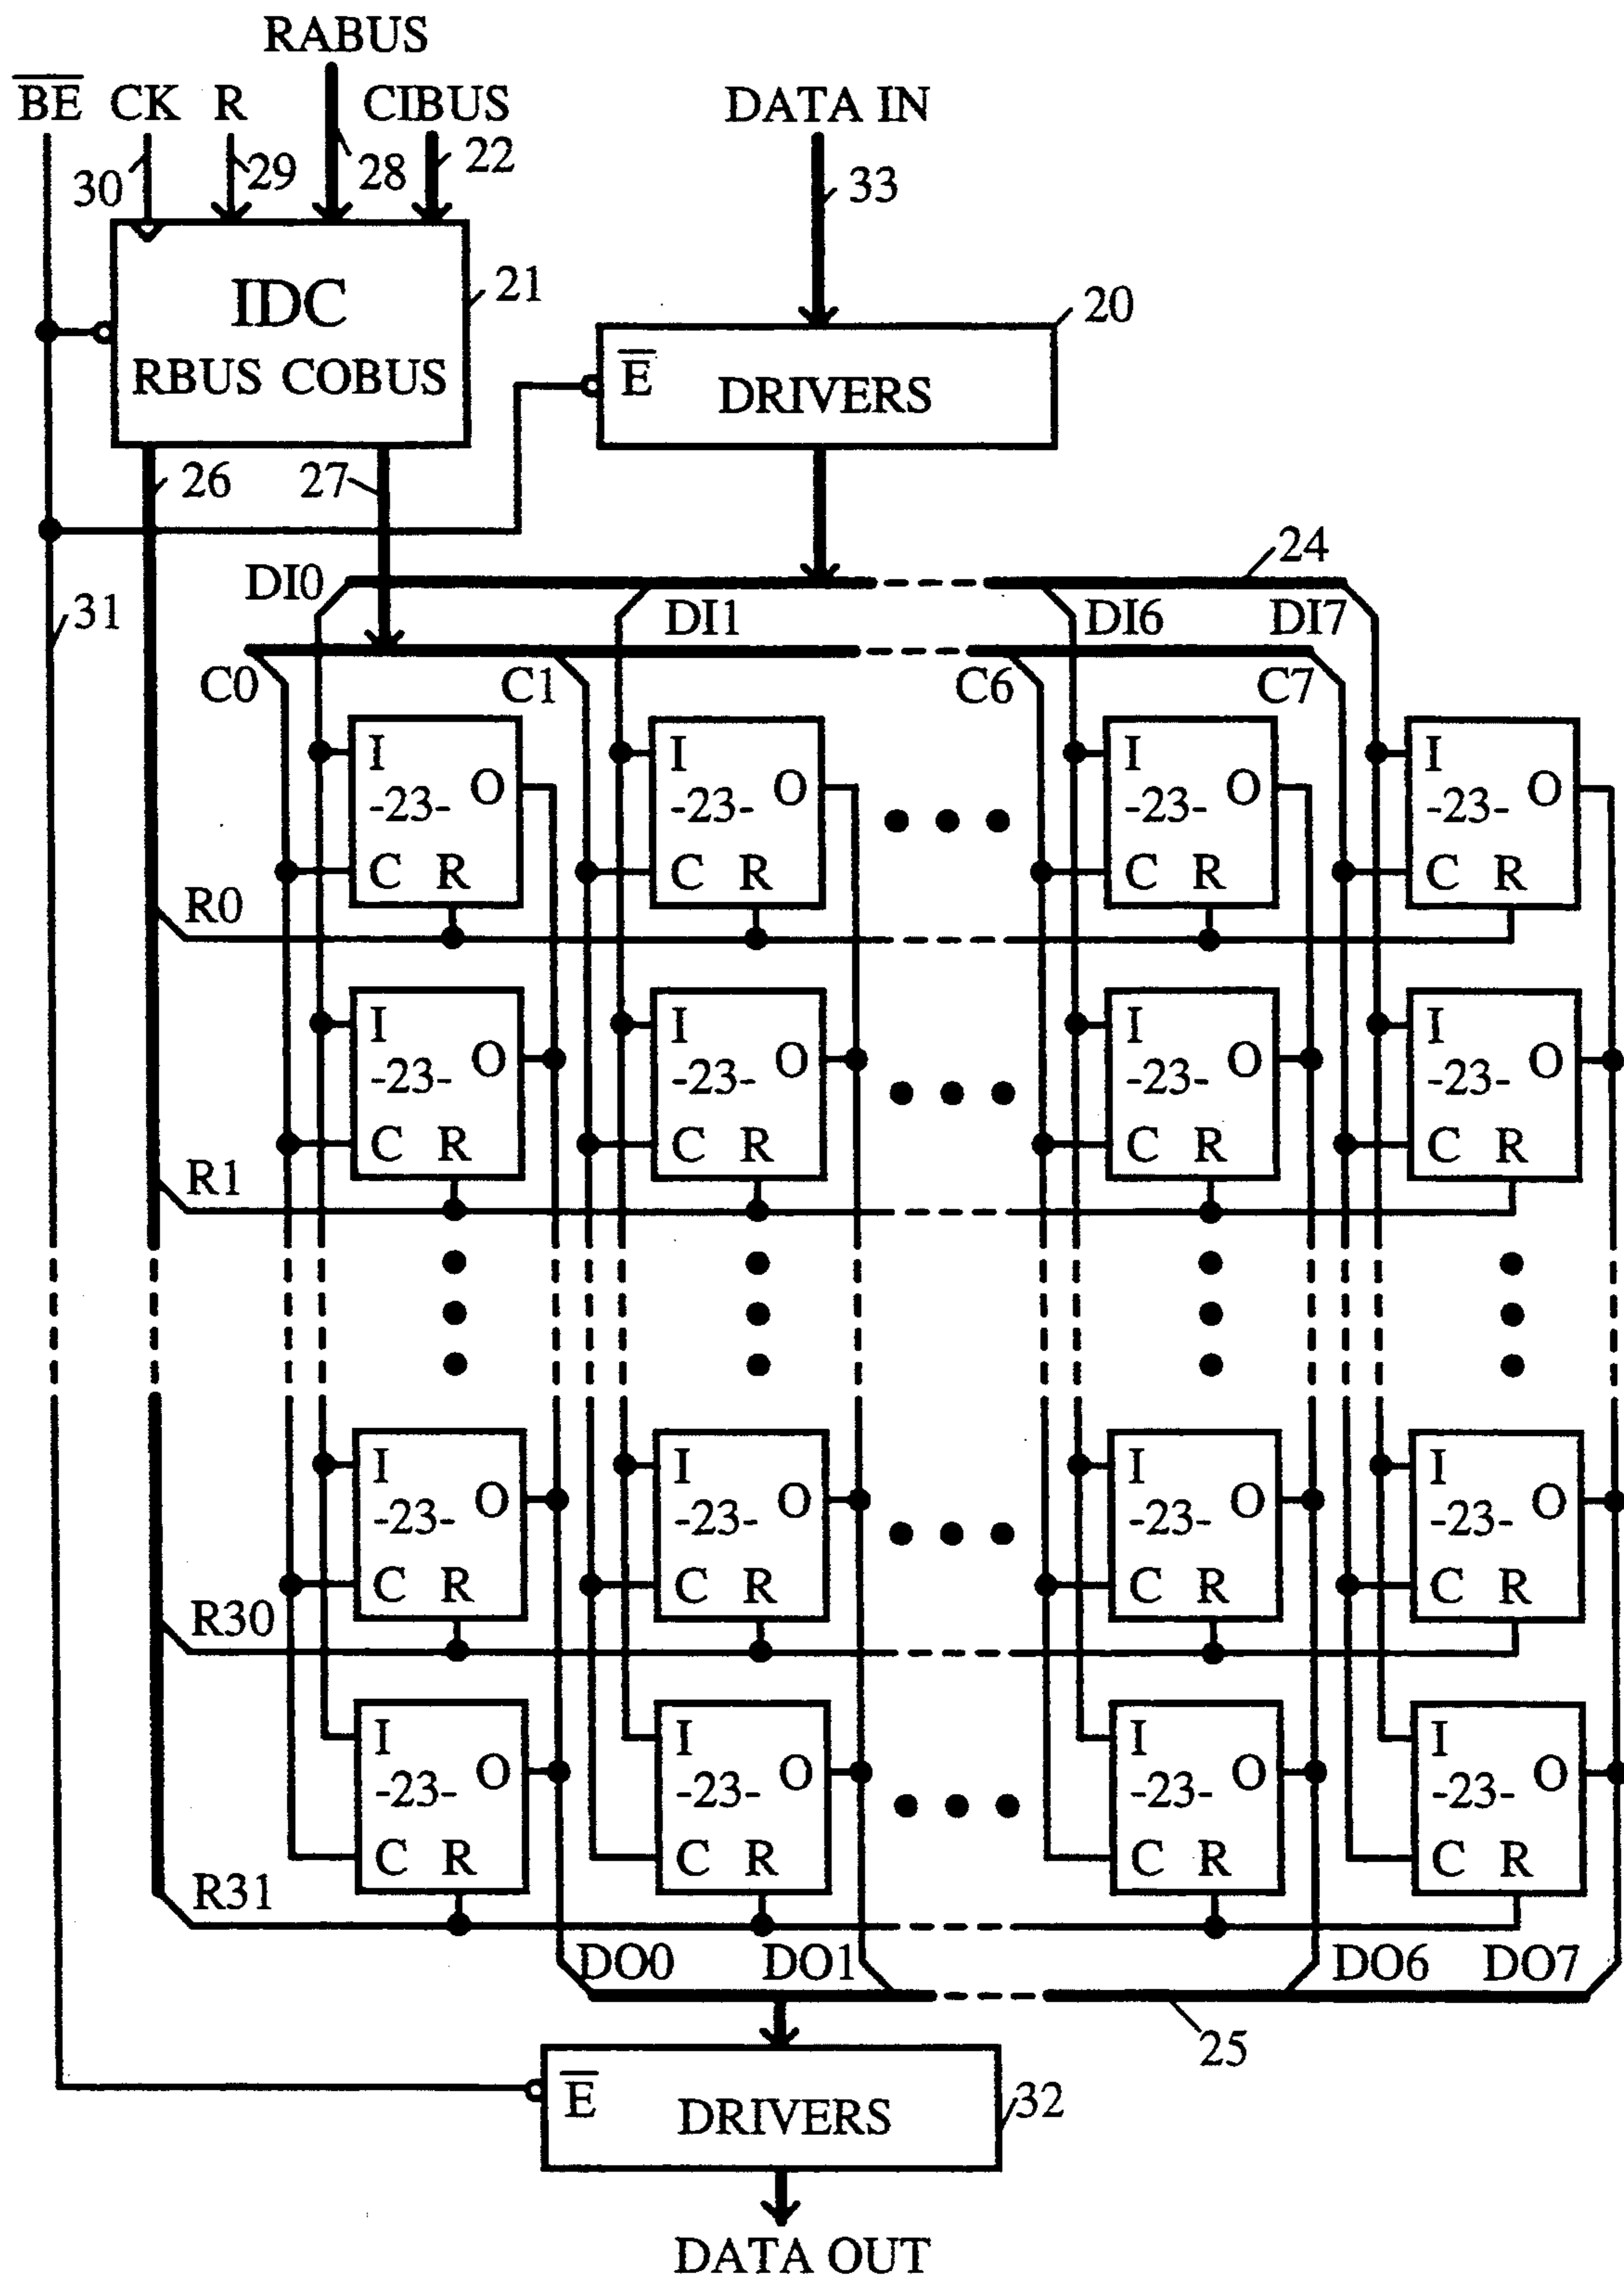 RABUS
BE CK R CIBUS DATA IN
30 29 28 22 33
IDC 21
RBUS COBUS
20
E DRIVERS
26 27
24
DI0 DI1 DI6 DI7
31
C0 C1 C6 C7
I I I I
-23- O -23- O -23- O -23- O
C R C R C R C R
R0
I I I I
-23- O -23- O -23- O -23- O
C R C R C R C R
R1
I I I I
-23- O -23- O -23- O -23- O
C R C R C R C R
R30
I I I I
-23- O -23- O -23- O -23- O
C R C R C R C R
R31
DO0 DO1 DO6 DO7
25
E DRIVERS 32
DATA OUT